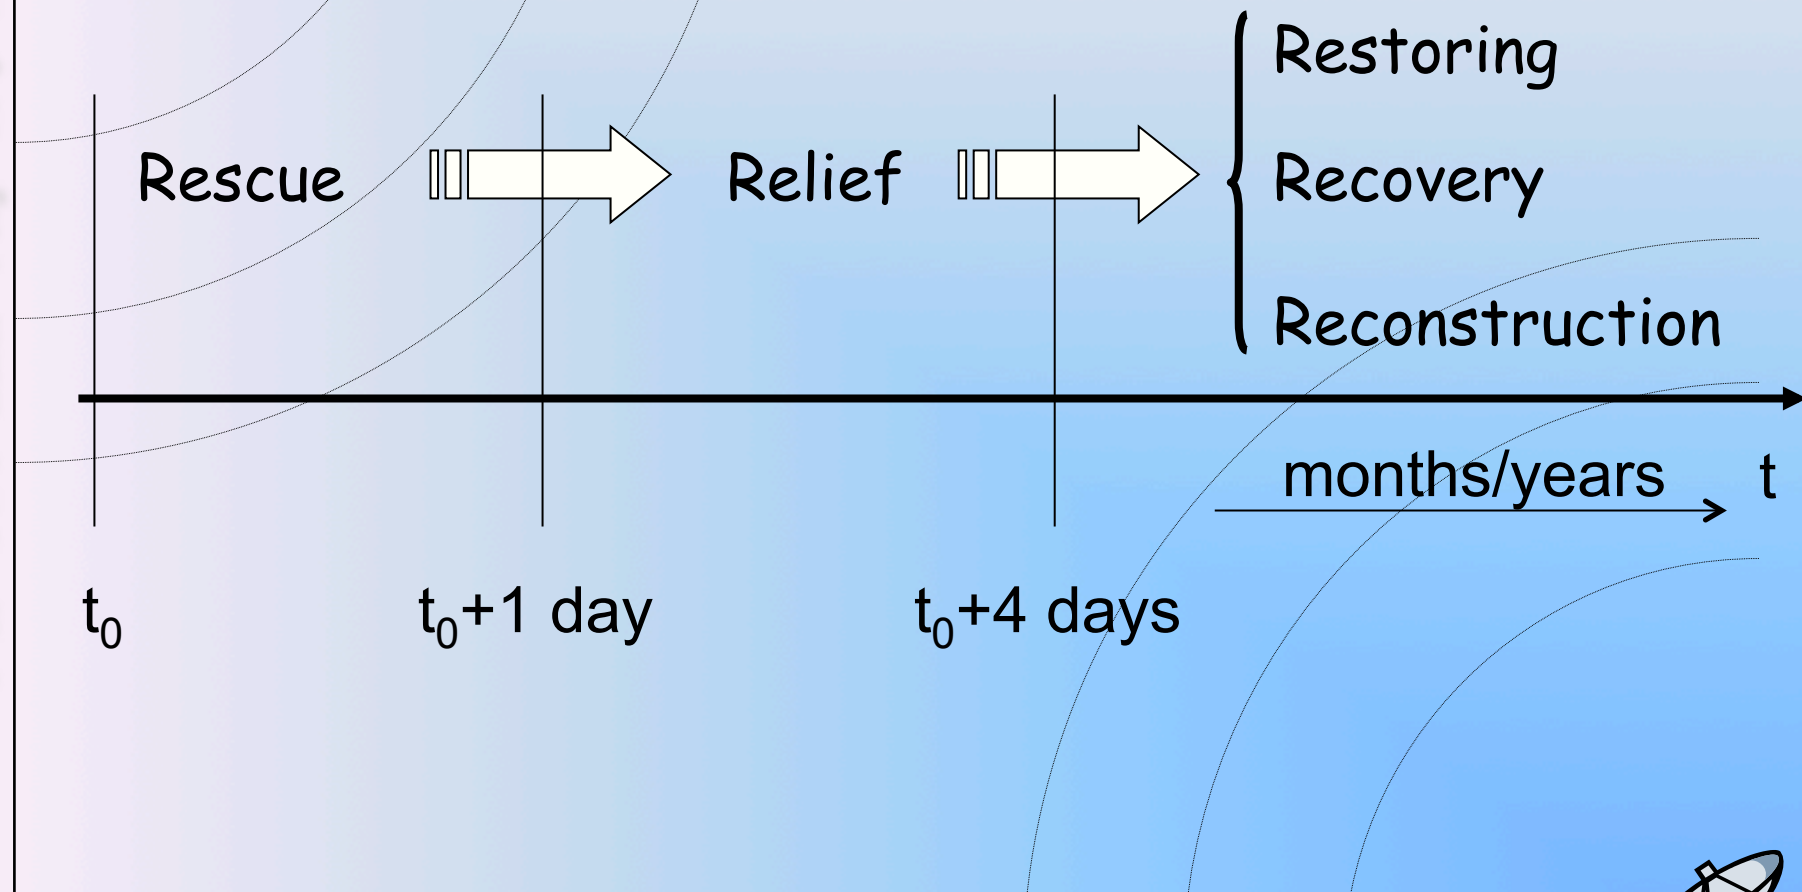 Restoring
Rescue Relief Recovery
Reconstruction
months/years t
t0 t0+1 day t0+4 days